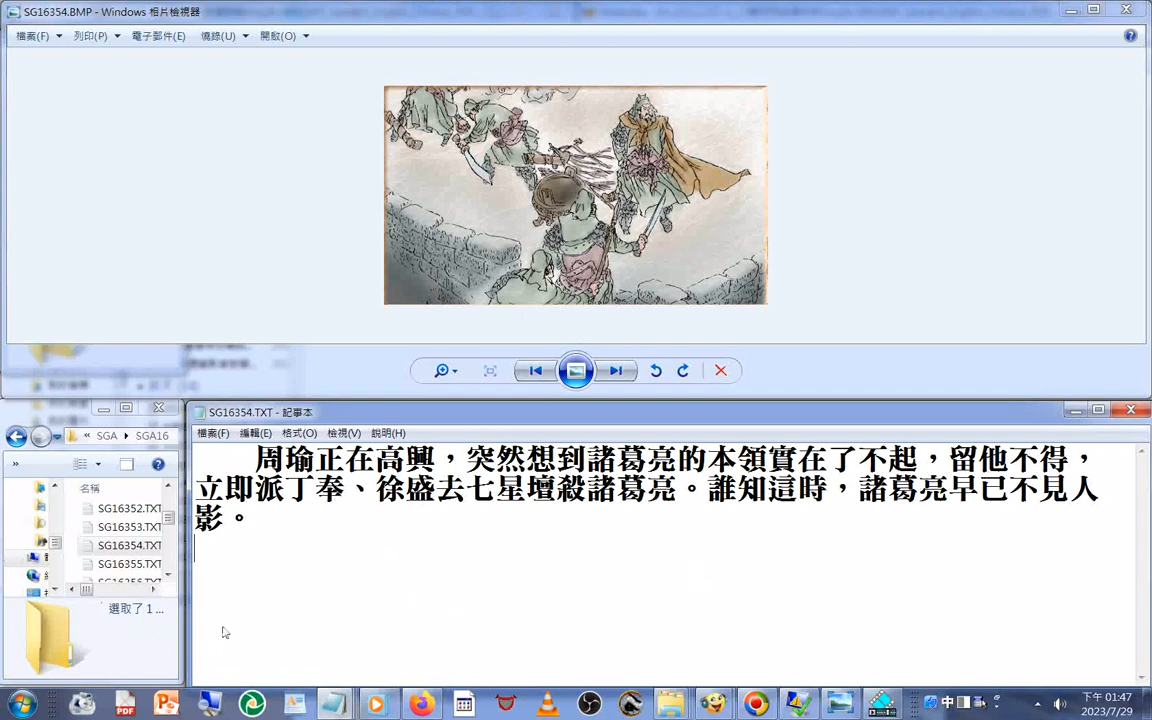 SG16354.BMP - Windows 相片檢視器
檔案(F) 列印(P) 電子郵件(E) 燒錄(U) 開啟(O)
SG16354.TXT - 記事本
檔案(F) 編輯(E) 格式(O) 檢視(V) 說明(H)
周瑜正在高興，突然想到諸葛亮的本領實在了不起，留他不得，
立即派丁奉、徐盛去七星壇殺諸葛亮。誰知這時，諸葛亮早已不見人
影。
« SGA SGA16
»
名稱
SG16352.TXT
SG16353.TXT
SG16354.TXT
SG16355.TXT
選取了 1 ...
PDF
中
下午 01:47
2023/7/29